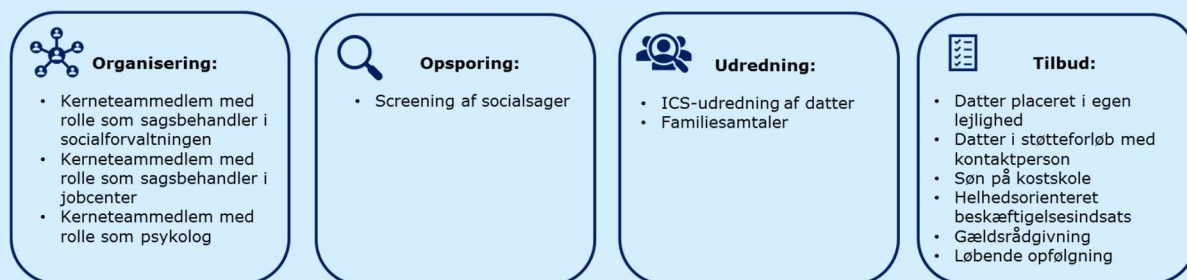 Organisering:
• Kerneteammedlem med
rolle som sagsbehandler i
socialforvaltningen
• Kerneteammedlem med
rolle som sagsbehandler i
jobcenter
• Kerneteammedlem med
rolle som psykolog
Opsporing:
• Screening af socialsager
Udredning:
• ICS-udredning af datter
• Familiesamtaler
Tilbud:
• Datter placeret i egen
lejlighed
• Datter i støtteforløb med
kontaktperson
• Søn på kostskole
• Helhedsorienteret
beskæftigelsesindsats
• Gældsrådgivning
• Løbende opfølgning